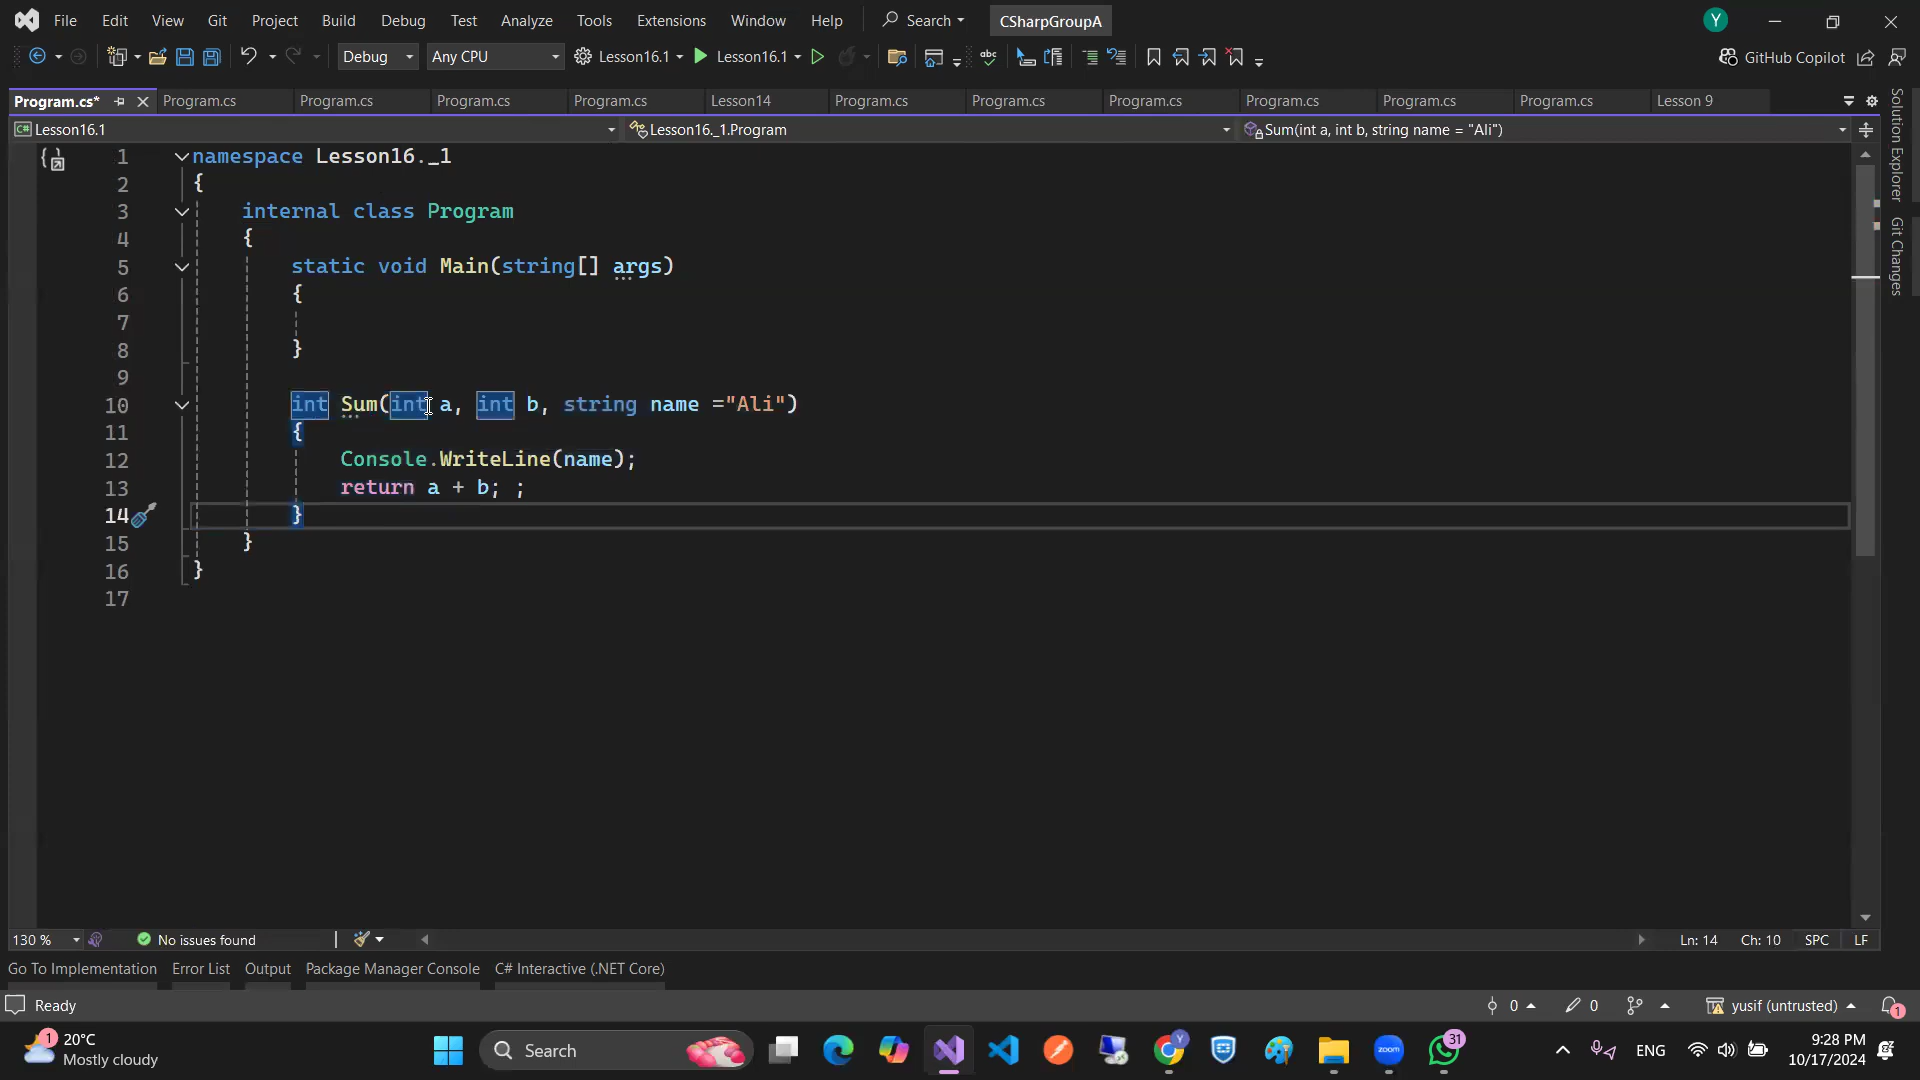 File Edit View Git Project Build Debug Test Analyze Tools Extensions Window Help Search CSharpGroupA Y
Debug Any CPU Lesson16.1 Lesson16.1 GitHub Copilot
Program.cs* Program.cs Program.cs Program.cs Program.cs Lesson14 Program.cs Program.cs Program.cs Program.cs Program.cs Program.cs Lesson 9
Lesson16.1 Lesson16._1.Program Sum(int a, int b, string name = "Ali")
1 namespace Lesson16._1
2 {
3 internal class Program
4 {
5 static void Main(string[] args)
6 {
7
8 }
9
10 int Sum(int a, int b, string name ="Ali")
11 {
12 Console.WriteLine(name);
13 return a + b; ;
14 }
15 }
16 }
17
Solution Explorer
Git Changes
130 % No issues found Ln: 14 Ch: 10 SPC LF
Go To Implementation Error List Output Package Manager Console C# Interactive (.NET Core)
Ready 0 0 yusif (untrusted) 1
1 20°C Search 31 ENG 9:28 PM
Mostly cloudy zoom 10/17/2024